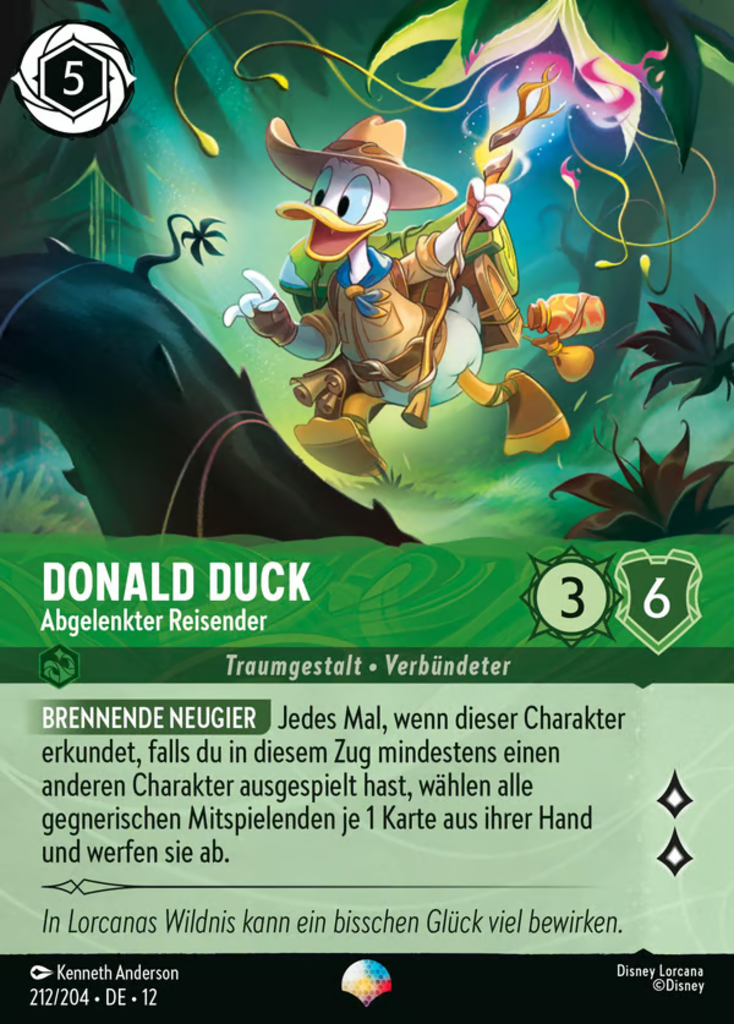 5
DONALD DUCK
Abgelenkter Reisender
3
6
Traumgestalt • Verbündeter
BRENNENDE NEUGIER Jedes Mal, wenn dieser Charakter
erkundet, falls du in diesem Zug mindestens einen
anderen Charakter ausgespielt hast, wählen alle
gegnerischen Mitspielenden je 1 Karte aus ihrer Hand
und werfen sie ab.
In Lorcanas Wildnis kann ein bisschen Glück viel bewirken.
Kenneth Anderson
212/204 • DE • 12
Disney Lorcana
©Disney